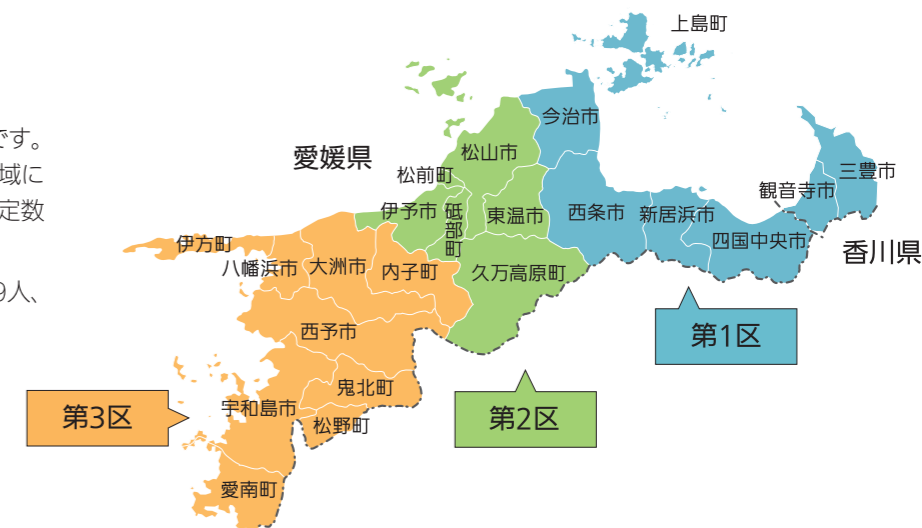 です。
域に
定数
9人、
上島町
愛媛県
今治市
松山市
松前町
伊予市
砥部町
東温市
西条市
新居浜市
四国中央市
観音寺市
三豊市
香川県
久万高原町
伊方町
八幡浜市
大洲市
内子町
西予市
鬼北町
宇和島市
松野町
愛南町
第1区
第2区
第3区